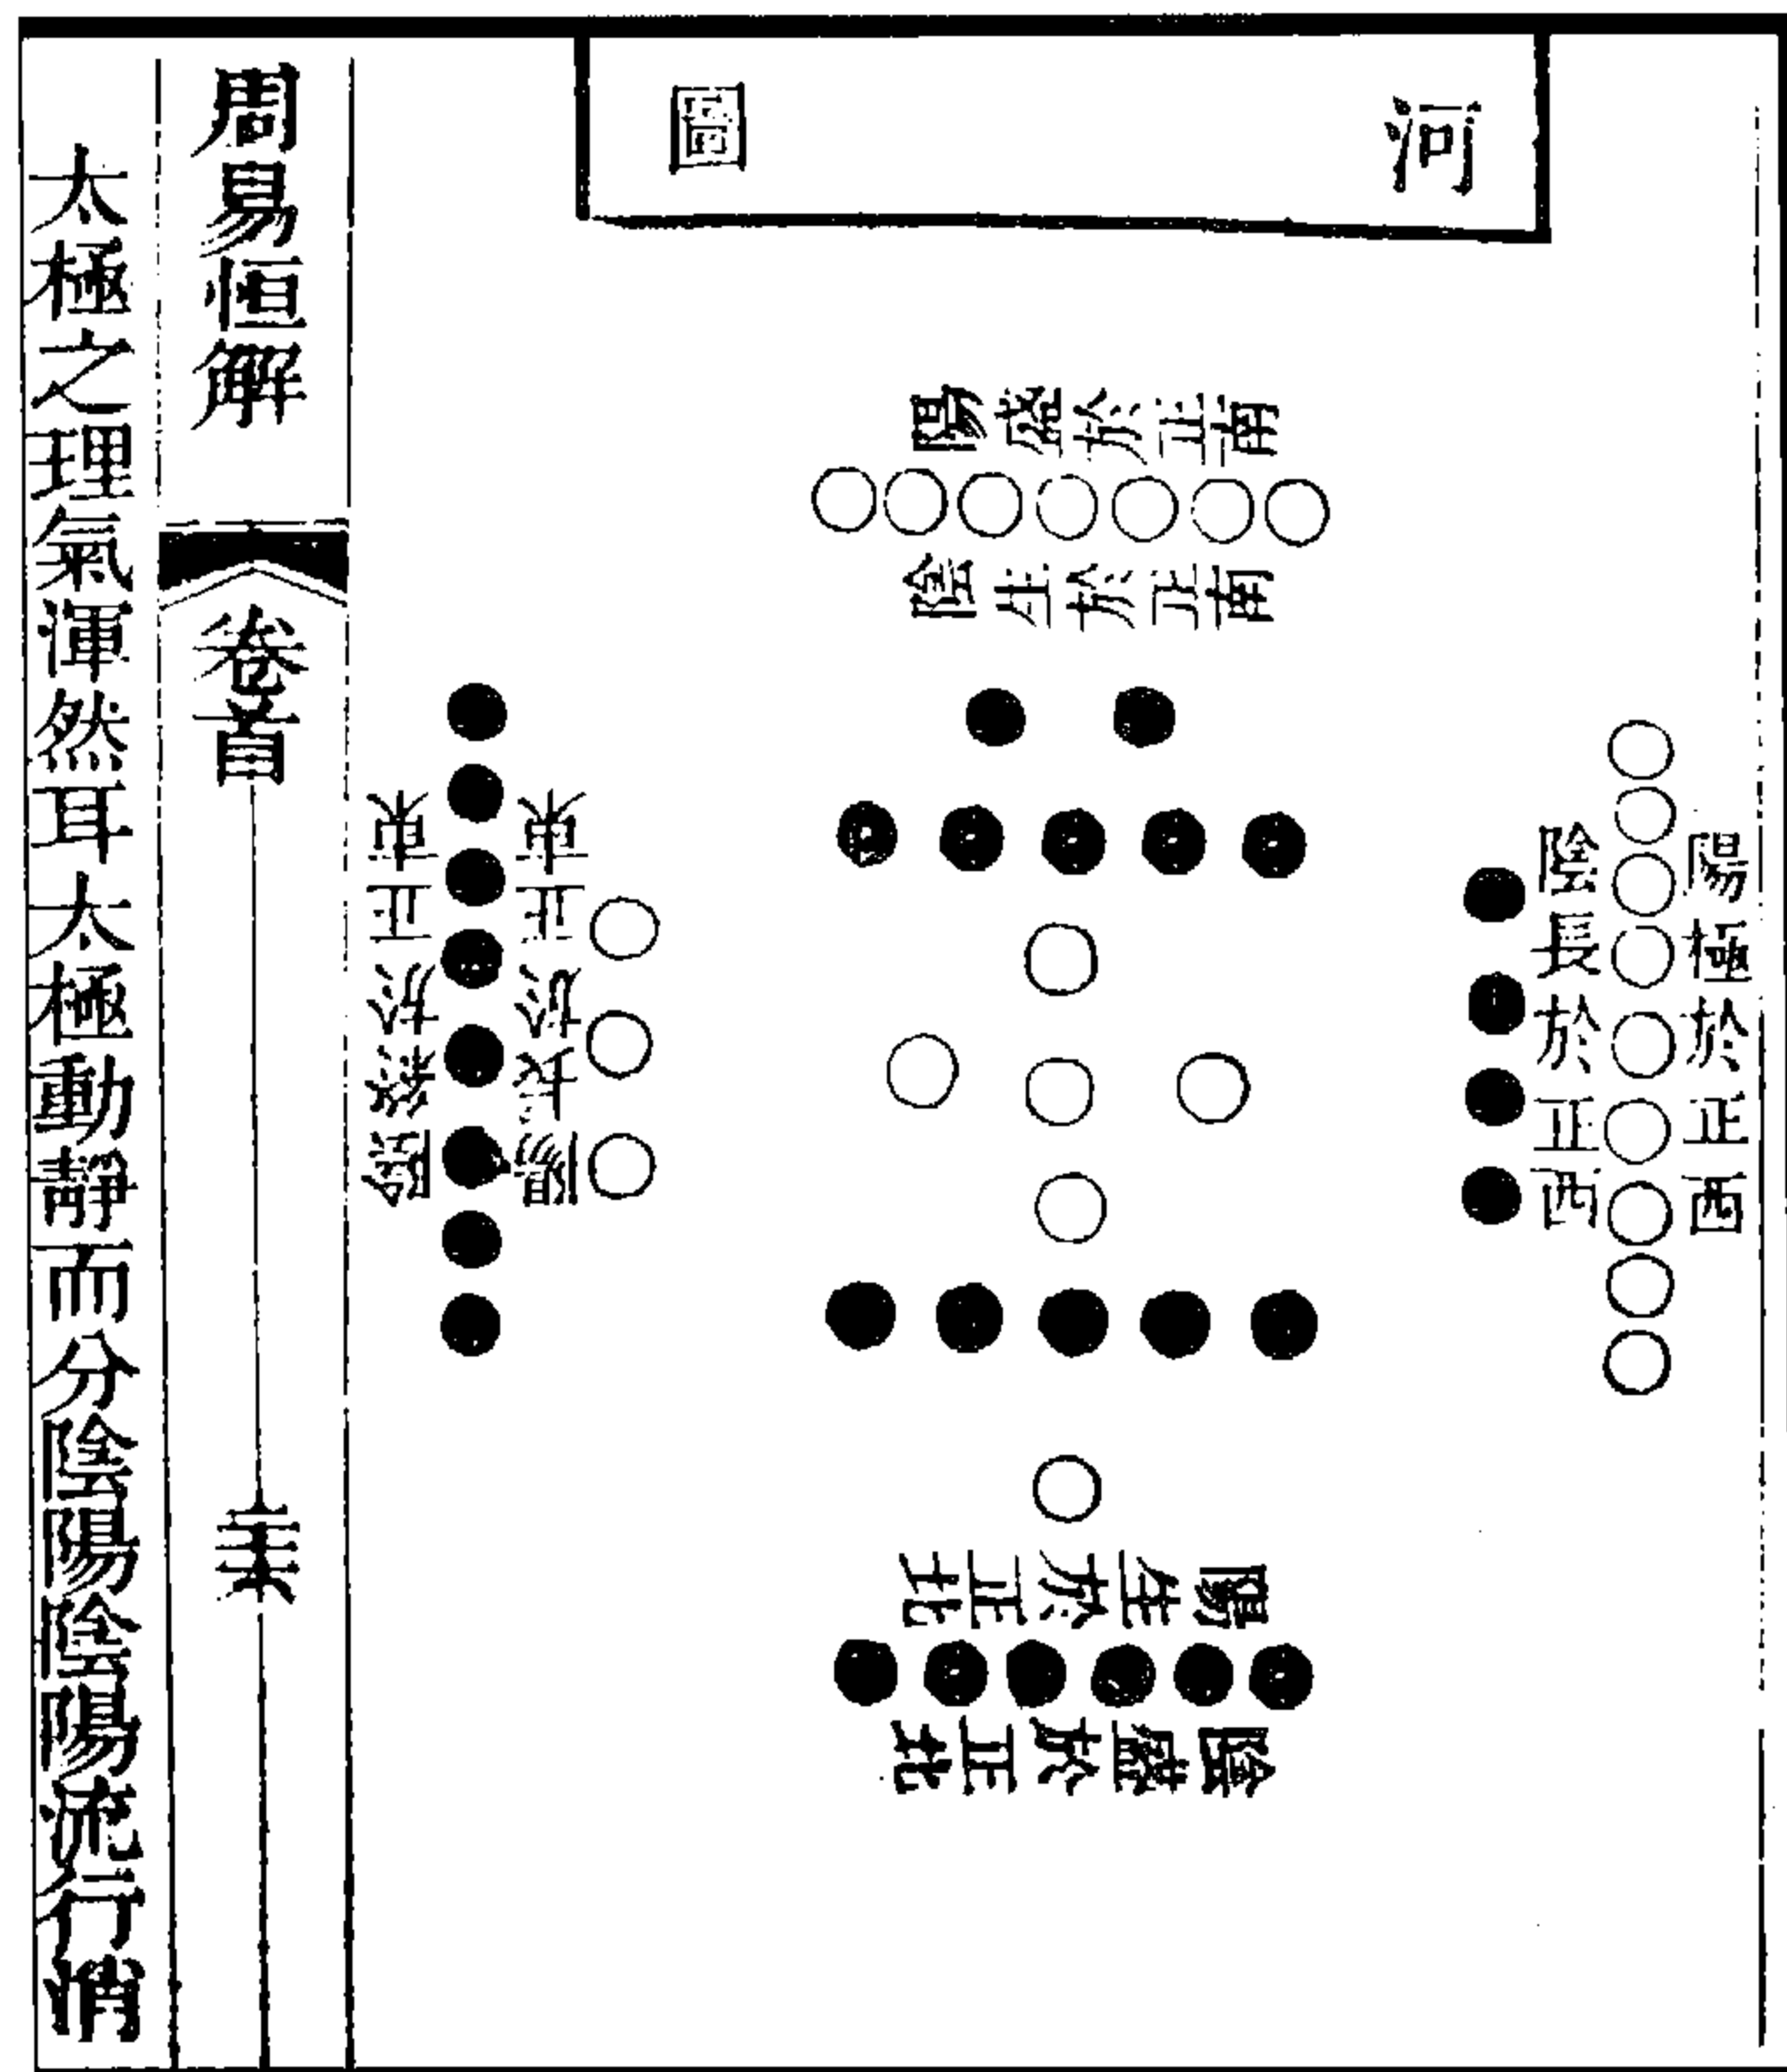 河圖
陽極於正西
陰長於正西
陽盛於正南
陰生於正南
陽長於正東
陰極於正東
陽生於正北
陰盛於正北
周易恒解
卷首
太極之理氣渾然耳太極動靜而分陰陽陰陽流行悄